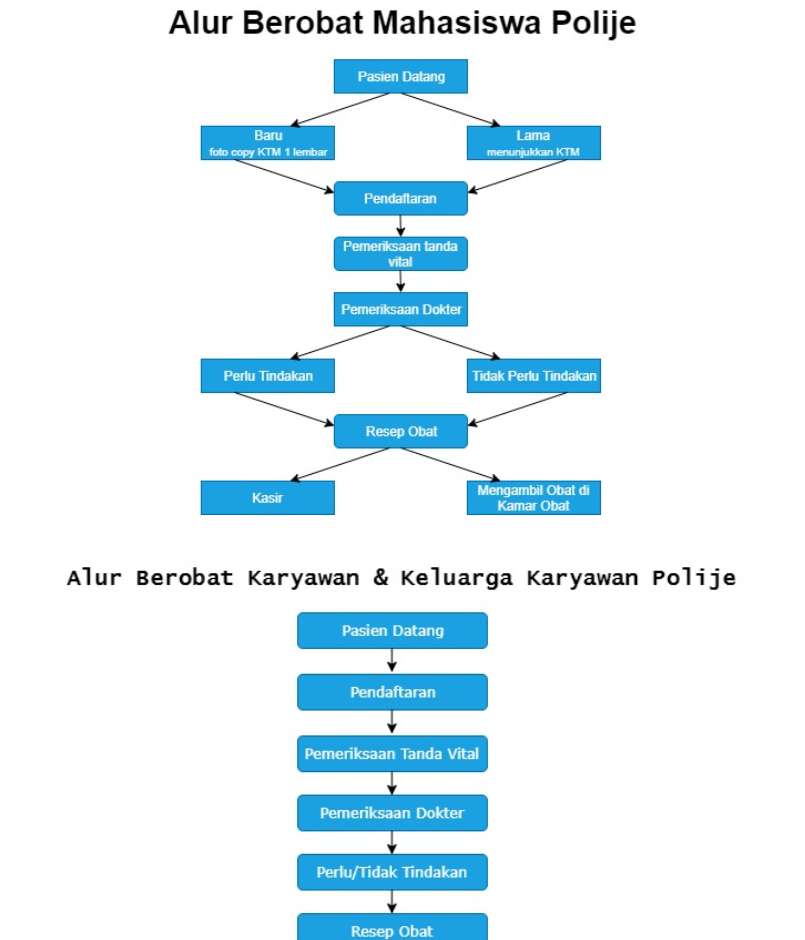 Alur Berobat Mahasiswa Polije
Pasien Datang
Baru
foto copy KTM 1 lembar
Lama
menunjukkan KTM
Pendaftaran
Pemeriksaan tanda
vital
Pemeriksaan Dokter
Perlu Tindakan
Tidak Perlu Tindakan
Resep Obat
Kasir
Mengambil Obat di
Kamar Obat
Alur Berobat Karyawan & Keluarga Karyawan Polije
Pasien Datang
Pendaftaran
Pemeriksaan Tanda Vital
Pemeriksaan Dokter
Perlu/Tidak Tindakan
Resep Obat